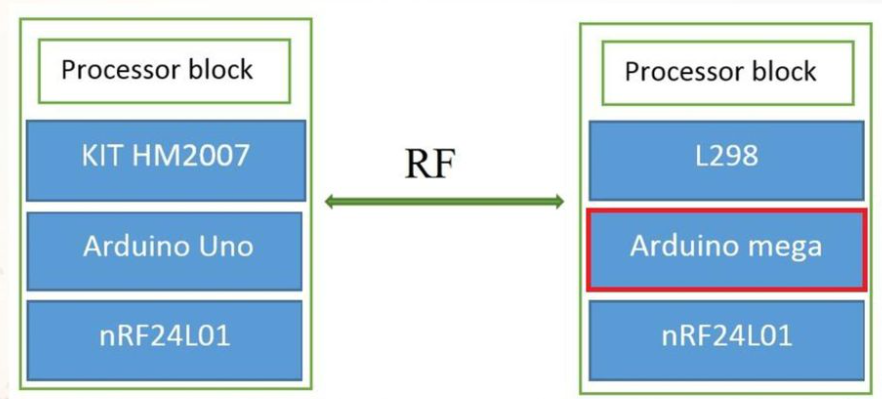 Processor block
KIT HM2007
Arduino Uno
nRF24L01
RF
Processor block
L298
Arduino mega
nRF24L01